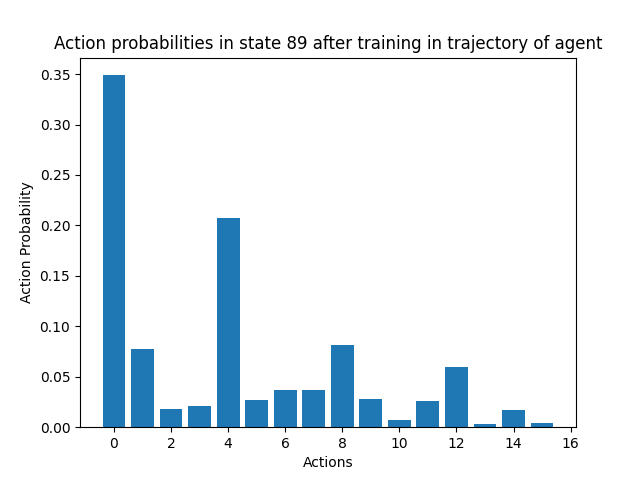 Action probabilities in state 89 after training in trajectory of agent
0.35
0.30
0.25
0.20
0.15
0.10
0.05
0.00
Action Probability
0 2 4 6 8 10 12 14 16
Actions